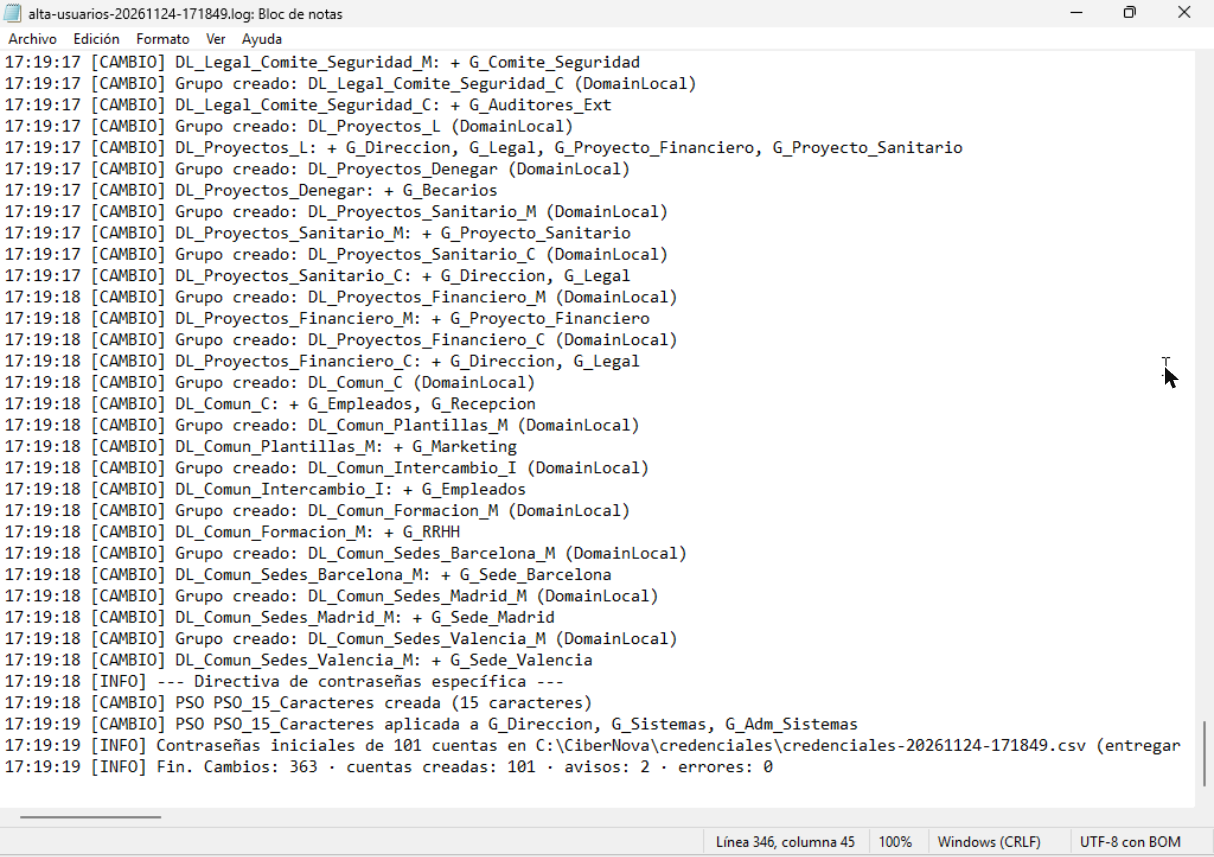 alta-usuarios-20261124-171849.log: Bloc de notas
Archivo Edición Formato Ver Ayuda
17:19:17 [CAMBIO] DL_Legal_Comite_Seguridad_M: + G_Comite_Seguridad
17:19:17 [CAMBIO] Grupo creado: DL_Legal_Comite_Seguridad_C (DomainLocal)
17:19:17 [CAMBIO] DL_Legal_Comite_Seguridad_C: + G_Auditores_Ext
17:19:17 [CAMBIO] Grupo creado: DL_Proyectos_L (DomainLocal)
17:19:17 [CAMBIO] DL_Proyectos_L: + G_Direccion, G_Legal, G_Proyecto_Financiero, G_Proyecto_Sanitario
17:19:17 [CAMBIO] Grupo creado: DL_Proyectos_Denegar (DomainLocal)
17:19:17 [CAMBIO] DL_Proyectos_Denegar: + G_Becarios
17:19:17 [CAMBIO] Grupo creado: DL_Proyectos_Sanitario_M (DomainLocal)
17:19:17 [CAMBIO] DL_Proyectos_Sanitario_M: + G_Proyecto_Sanitario
17:19:17 [CAMBIO] Grupo creado: DL_Proyectos_Sanitario_C (DomainLocal)
17:19:17 [CAMBIO] DL_Proyectos_Sanitario_C: + G_Direccion, G_Legal
17:19:18 [CAMBIO] Grupo creado: DL_Proyectos_Financiero_M (DomainLocal)
17:19:18 [CAMBIO] DL_Proyectos_Financiero_M: + G_Proyecto_Financiero
17:19:18 [CAMBIO] Grupo creado: DL_Proyectos_Financiero_C (DomainLocal)
17:19:18 [CAMBIO] DL_Proyectos_Financiero_C: + G_Direccion, G_Legal
17:19:18 [CAMBIO] Grupo creado: DL_Comun_C (DomainLocal)
17:19:18 [CAMBIO] DL_Comun_C: + G_Empleados, G_Recepcion
17:19:18 [CAMBIO] Grupo creado: DL_Comun_Plantillas_M (DomainLocal)
17:19:18 [CAMBIO] DL_Comun_Plantillas_M: + G_Marketing
17:19:18 [CAMBIO] Grupo creado: DL_Comun_Intercambio_I (DomainLocal)
17:19:18 [CAMBIO] DL_Comun_Intercambio_I: + G_Empleados
17:19:18 [CAMBIO] Grupo creado: DL_Comun_Formacion_M (DomainLocal)
17:19:18 [CAMBIO] DL_Comun_Formacion_M: + G_RRHH
17:19:18 [CAMBIO] Grupo creado: DL_Comun_Sedes_Barcelona_M (DomainLocal)
17:19:18 [CAMBIO] DL_Comun_Sedes_Barcelona_M: + G_Sede_Barcelona
17:19:18 [CAMBIO] Grupo creado: DL_Comun_Sedes_Madrid_M (DomainLocal)
17:19:18 [CAMBIO] DL_Comun_Sedes_Madrid_M: + G_Sede_Madrid
17:19:18 [CAMBIO] Grupo creado: DL_Comun_Sedes_Valencia_M (DomainLocal)
17:19:18 [CAMBIO] DL_Comun_Sedes_Valencia_M: + G_Sede_Valencia
17:19:18 [INFO] --- Directiva de contraseñas específica ---
17:19:18 [CAMBIO] PSO PSO_15_Caracteres creada (15 caracteres)
17:19:19 [CAMBIO] PSO PSO_15_Caracteres aplicada a G_Direccion, G_Sistemas, G_Adm_Sistemas
17:19:19 [INFO] Contraseñas iniciales de 101 cuentas en C:\CiberNova\credenciales\credenciales-20261124-171849.csv (entregar
17:19:19 [INFO] Fin. Cambios: 363 · cuentas creadas: 101 · avisos: 2 · errores: 0
Línea 346, columna 45 100% Windows (CRLF) UTF-8 con BOM